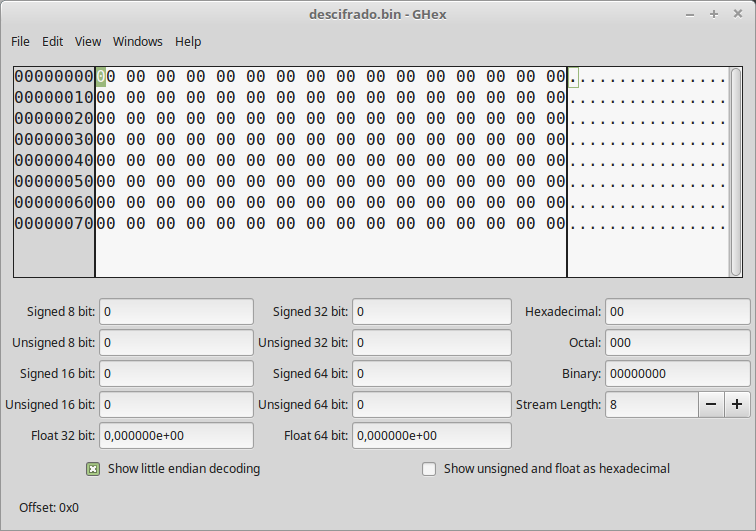 descifrado.bin - GHex
File Edit View Windows Help
00000000 00 00 00 00 00 00 00 00 00 00 00 00 00 00 00 00 ................
00000010 00 00 00 00 00 00 00 00 00 00 00 00 00 00 00 00 ................
00000020 00 00 00 00 00 00 00 00 00 00 00 00 00 00 00 00 ................
00000030 00 00 00 00 00 00 00 00 00 00 00 00 00 00 00 00 ................
00000040 00 00 00 00 00 00 00 00 00 00 00 00 00 00 00 00 ................
00000050 00 00 00 00 00 00 00 00 00 00 00 00 00 00 00 00 ................
00000060 00 00 00 00 00 00 00 00 00 00 00 00 00 00 00 00 ................
00000070 00 00 00 00 00 00 00 00 00 00 00 00 00 00 00 00 ................
Signed 8 bit: 0 Signed 32 bit: 0 Hexadecimal: 00
Unsigned 8 bit: 0 Unsigned 32 bit: 0 Octal: 000
Signed 16 bit: 0 Signed 64 bit: 0 Binary: 00000000
Unsigned 16 bit: 0 Unsigned 64 bit: 0 Stream Length: 8
Float 32 bit: 0,000000e+00 Float 64 bit: 0,000000e+00
Show little endian decoding Show unsigned and float as hexadecimal
Offset: 0x0